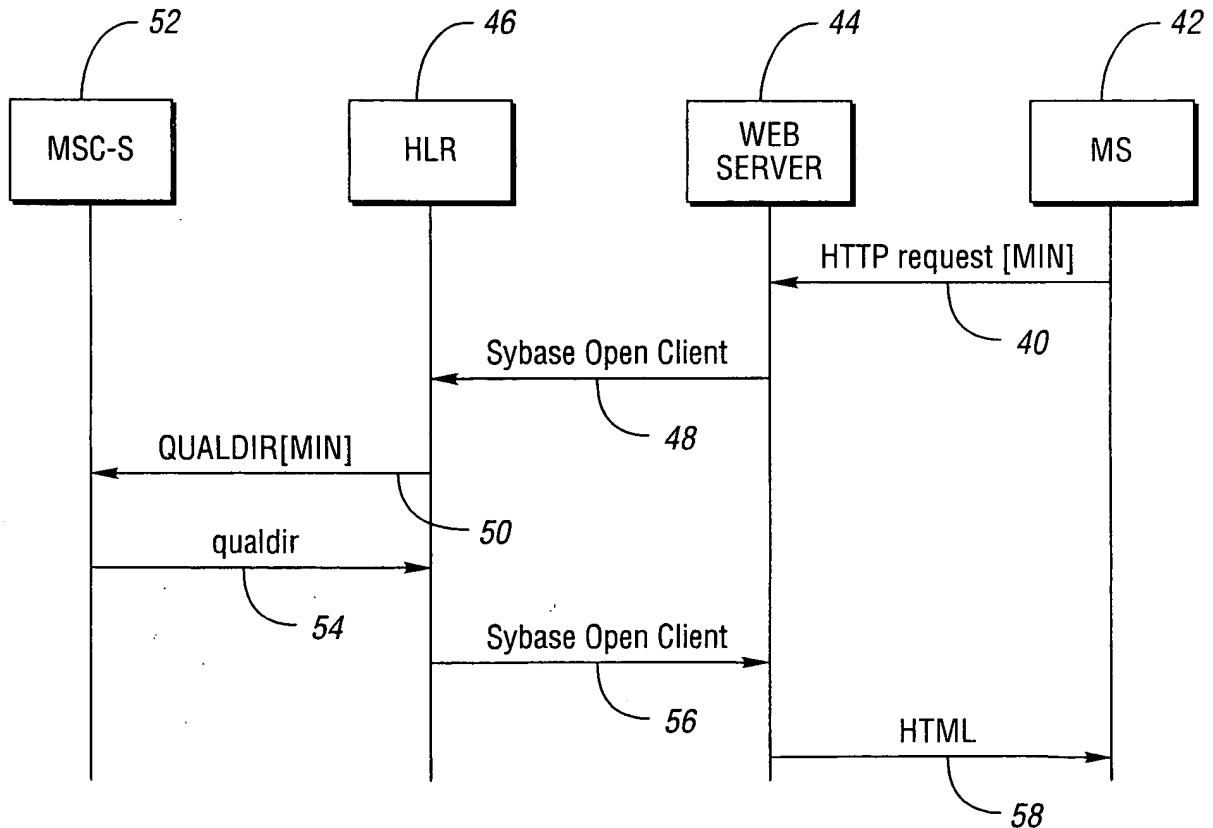 52
46
44
42
MSC-S
HLR
WEB
SERVER
MS
HTTP request [MIN]
40
Sybase Open Client
48
QUALDIR[MIN]
50
qualdir
54
Sybase Open Client
56
HTML
58